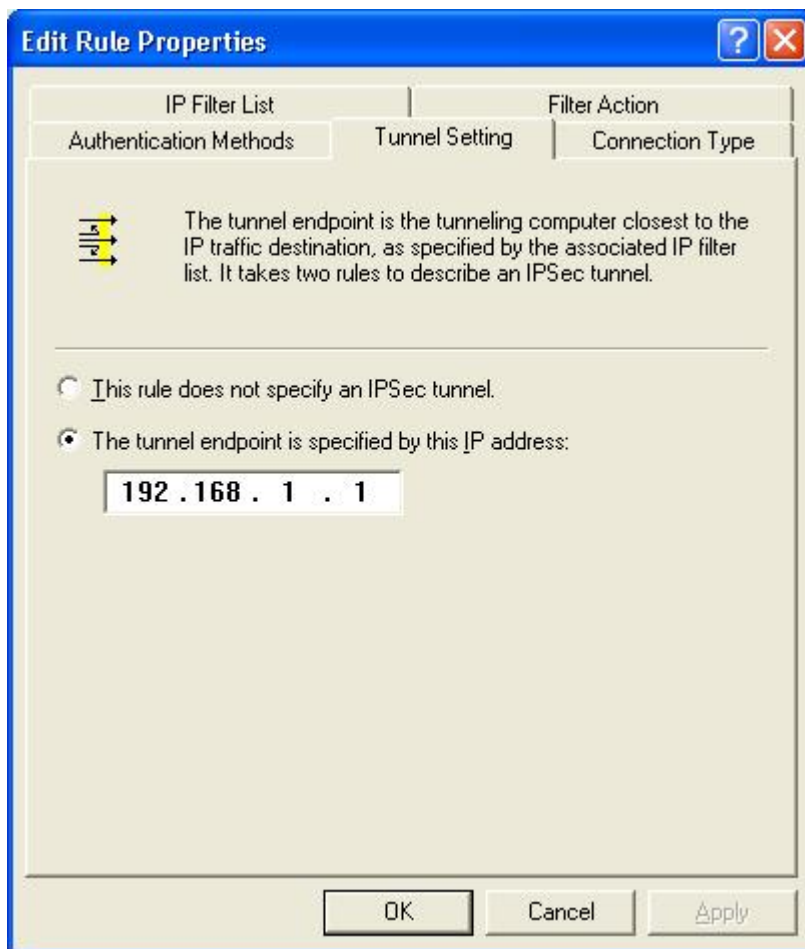 Edit Rule Properties
IP Filter List
Filter Action
Authentication Methods
Tunnel Setting
Connection Type
The tunnel endpoint is the tunneling computer closest to the
IP traffic destination, as specified by the associated IP filter
list. It takes two rules to describe an IPSec tunnel.
This rule does not specify an IPSec tunnel.
The tunnel endpoint is specified by this IP address:
192 . 168 . 1 . 1
OK
Cancel
Apply